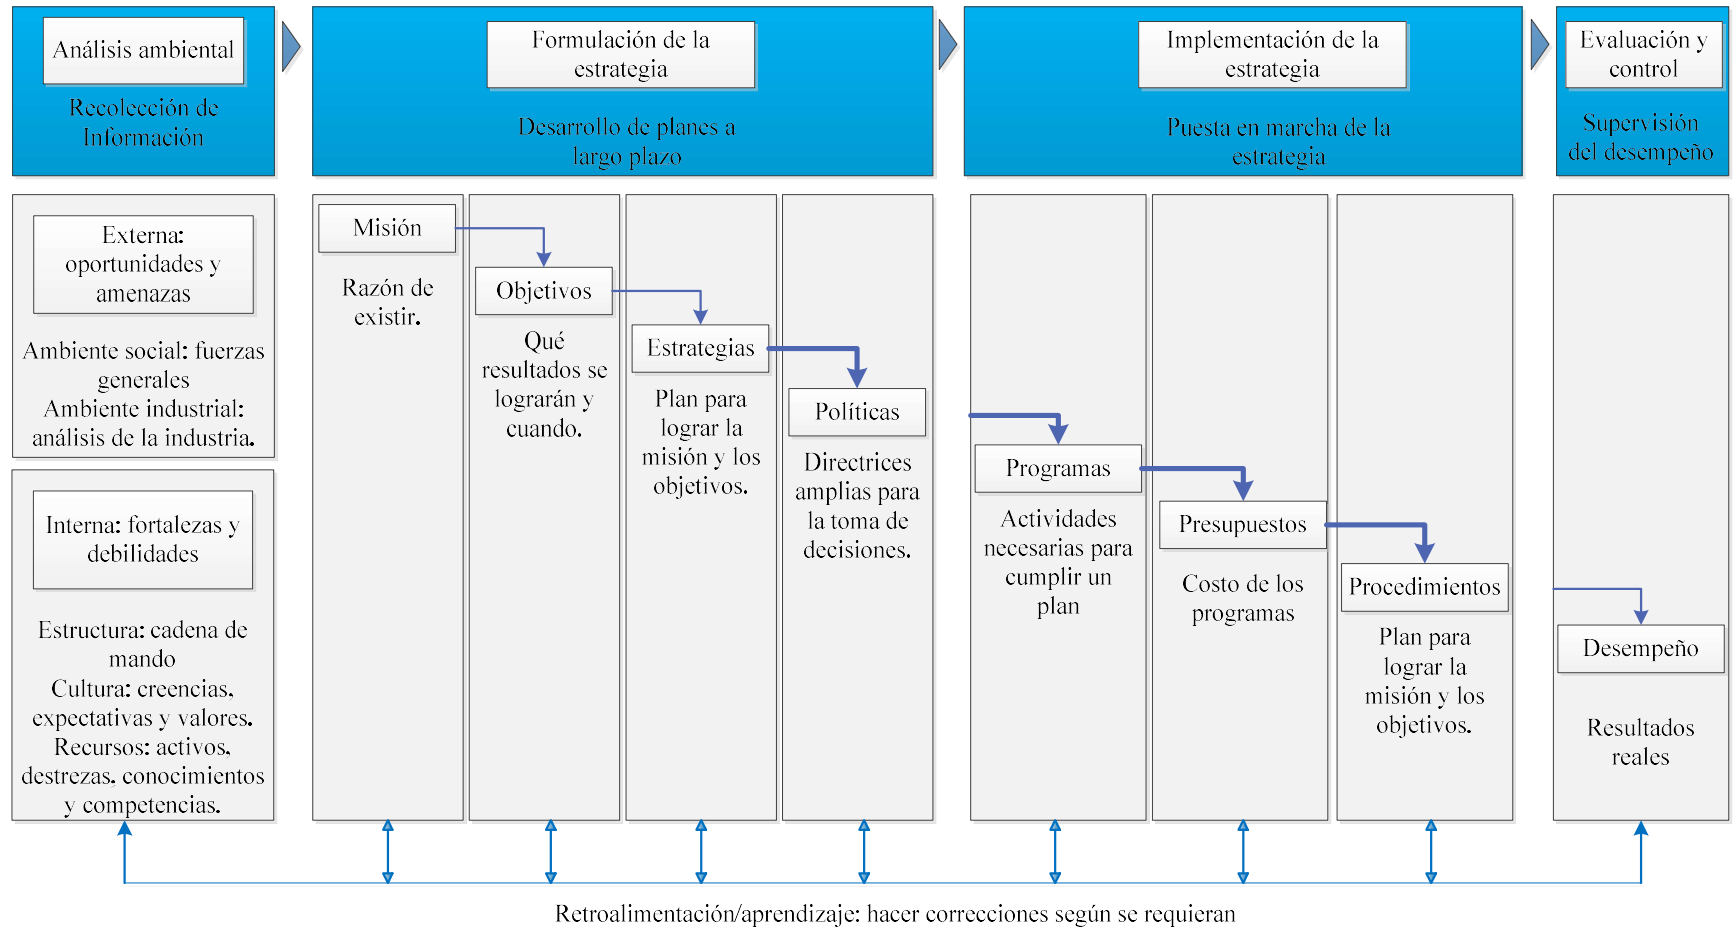 Análisis ambiental
Recolección de
Información
Formulación de la
estrategia
Desarrollo de planes a
largo plazo
Implementación de la
estrategia
Puesta en marcha de la
estrategia
Evaluación y
control
Supervisión
del desempeño
Externa:
oportunidades y
amenazas
Ambiente social: fuerzas
generales
Ambiente industrial:
análisis de la industria.
Interna: fortalezas y
debilidades
Estructura: cadena de
mando
Cultura: creencias,
expectativas y valores.
Recursos: activos,
destrezas, conocimientos
y competencias.
Misión
Razón de
existir.
Objetivos
Qué
resultados se
lograrán y
cuando.
Estrategias
Plan para
lograr la
misión y los
objetivos.
Políticas
Directrices
amplias para
la toma de
decisiones.
Programas
Actividades
necesarias para
cumplir un
plan
Presupuestos
Costo de los
programas
Procedimientos
Plan para
lograr la
misión y los
objetivos.
Desempeño
Resultados
reales
Retroalimentación/aprendizaje: hacer correcciones según se requieran